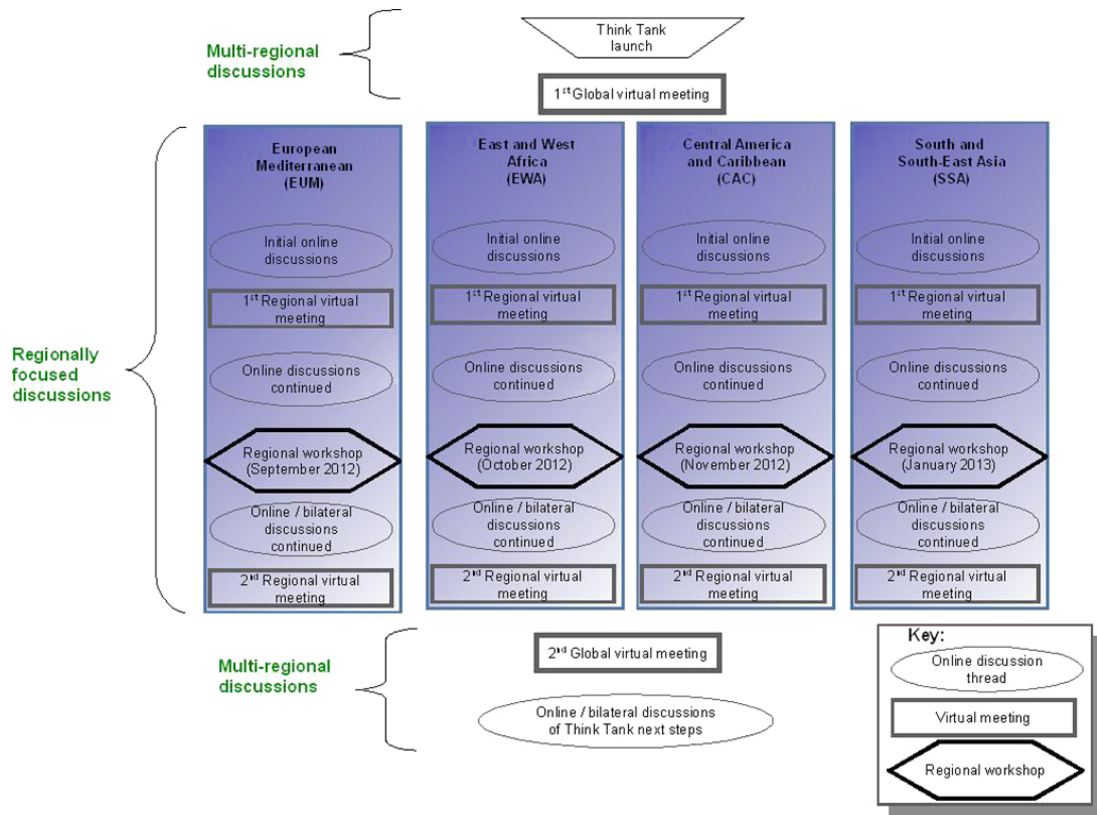 Multi-regional
discussions
Think Tank
launch
1st Global virtual meeting
Regionally
focused
discussions
European
Mediterranean
(EUM)
Initial online
discussions
1st Regional virtual
meeting
Online discussions
continued
Regional workshop
(September 2012)
Online / bilateral
discussions
continued
2nd Regional virtual
meeting
East and West
Africa
(EWA)
Initial online
discussions
1st Regional virtual
meeting
Online discussions
continued
Regional workshop
(October 2012)
Online / bilateral
discussions
continued
2nd Regional virtual
meeting
Central America
and Caribbean
(CAC)
Initial online
discussions
1st Regional virtual
meeting
Online discussions
continued
Regional workshop
(November 2012)
Online / bilateral
discussions
continued
2nd Regional virtual
meeting
South and
South-East Asia
(SSA)
Initial online
discussions
1st Regional virtual
meeting
Online discussions
continued
Regional workshop
(January 2013)
Online / bilateral
discussions
continued
2nd Regional virtual
meeting
Multi-regional
discussions
2nd Global virtual meeting
Online / bilateral discussions
of Think Tank next steps
Key:
Online discussion
thread
Virtual meeting
Regional workshop